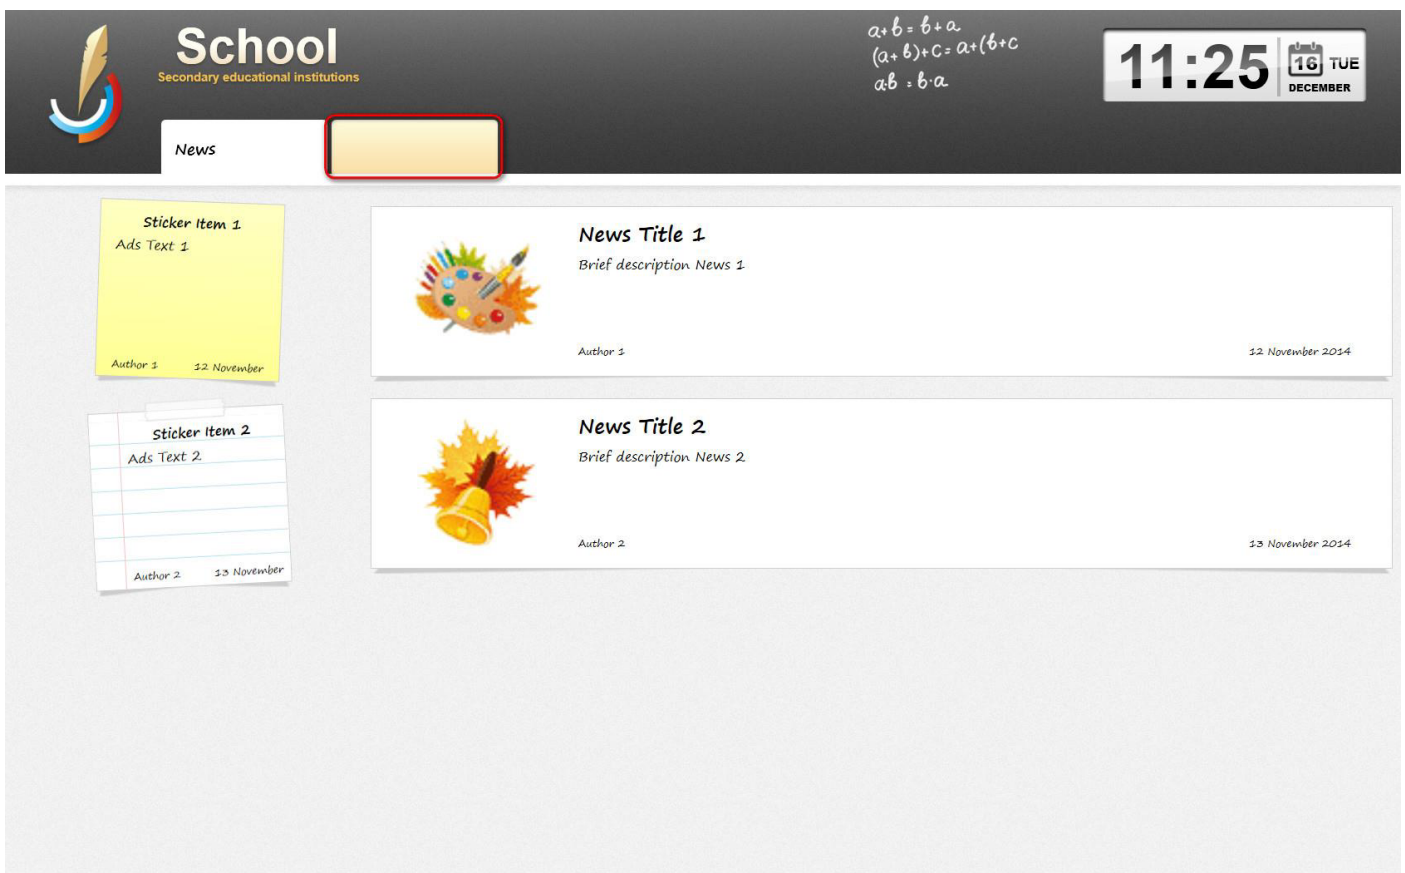 School
Secondary educational institutions
a+b = b+a
(a+b)+c = a+(b+c
a·b = b·a
11:25
16 TUE
DECEMBER
News
Sticker Item 1
Ads Text 1
Author 1 12 November
Sticker Item 2
Ads Text 2
Author 2 13 November
News Title 1
Brief description News 1
Author 1 12 November 2014
News Title 2
Brief description News 2
Author 2 13 November 2014